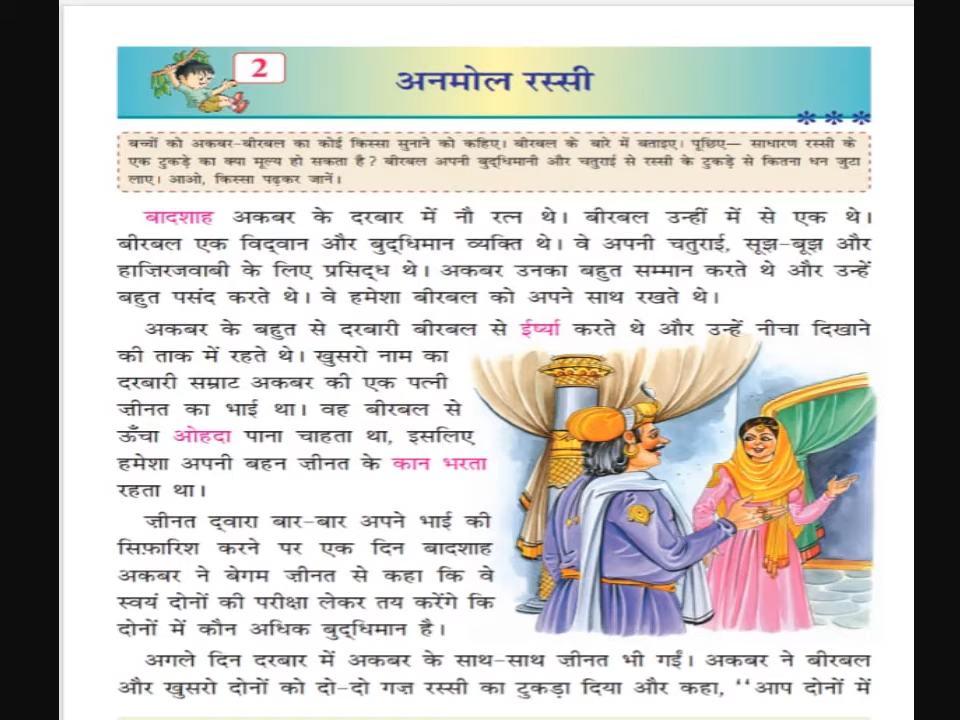 2
अनमोल रस्सी
***
बच्चों को अकबर-बीरबल का कोई किस्सा सुनाने को कहिए। बीरबल के बारे में बताइए। पूछिए— साधारण रस्सी के
एक टुकड़े का क्या मूल्य हो सकता है? बीरबल अपनी बुद्धिमानी और चतुराई से रस्सी के टुकड़े से कितना धन जुटा
लाए। आओ, किस्सा पढ़कर जानें।
बादशाह अकबर के दरबार में नौ रत्न थे। बीरबल उन्हीं में से एक थे।
बीरबल एक विद्वान और बुद्धिमान व्यक्ति थे। वे अपनी चतुराई, सूझ-बूझ और
हाज़िरजवाबी के लिए प्रसिद्ध थे। अकबर उनका बहुत सम्मान करते थे और उन्हें
बहुत पसंद करते थे। वे हमेशा बीरबल को अपने साथ रखते थे।
अकबर के बहुत से दरबारी बीरबल से ईर्ष्या करते थे और उन्हें नीचा दिखाने
की ताक में रहते थे। खुसरो नाम का
दरबारी सम्राट अकबर की एक पत्नी
ज़ीनत का भाई था। वह बीरबल से
ऊँचा ओहदा पाना चाहता था, इसलिए
हमेशा अपनी बहन ज़ीनत के कान भरता
रहता था।
ज़ीनत द्वारा बार-बार अपने भाई की
सिफ़ारिश करने पर एक दिन बादशाह
अकबर ने बेगम ज़ीनत से कहा कि वे
स्वयं दोनों की परीक्षा लेकर तय करेंगे कि
दोनों में कौन अधिक बुद्धिमान है।
अगले दिन दरबार में अकबर के साथ-साथ ज़ीनत भी गईं। अकबर ने बीरबल
और खुसरो दोनों को दो-दो गज़ रस्सी का टुकड़ा दिया और कहा, “आप दोनों में